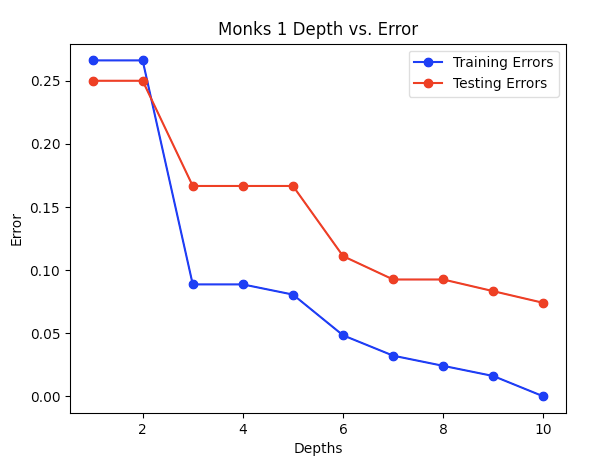 Monks 1 Depth vs. Error
Training Errors
Testing Errors
Error
0.25
0.20
0.15
0.10
0.05
0.00
2 4 6 8 10
Depths